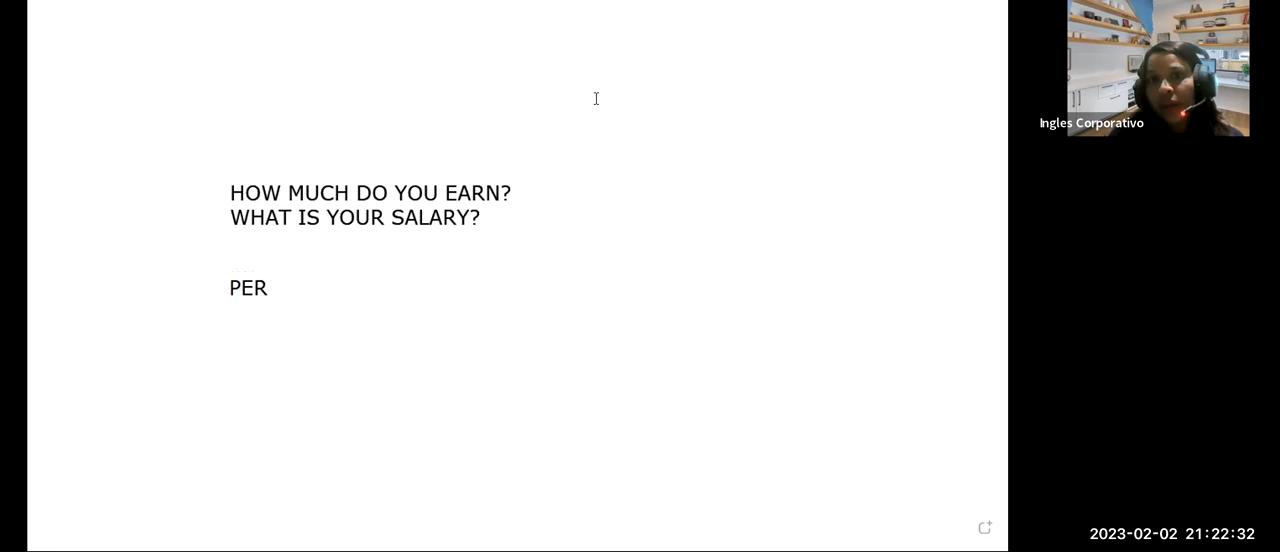 HOW MUCH DO YOU EARN?
WHAT IS YOUR SALARY?
PER
Ingles Corporativo
2023-02-02 21:22:32